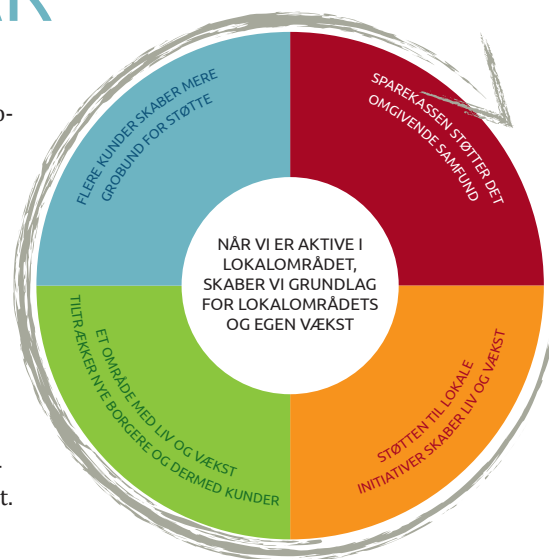 FLERE KUNDER SKABER MERE
GROBUND FOR STØTTE
SPAREKASSEN STØTTER DET
OMGIVENDE SAMFUND
NÅR VI ER AKTIVE I
LOKALOMRÅDET,
SKABER VI GRUNDLAG
FOR LOKALOMRÅDETS
OG EGEN VÆKST
ET OMRÅDE MED LIV OG VÆKST
TILTRÆKKER NYE BORGERE OG DERMED KUNDER
STØTTEN TIL LOKALE
INITIATIVER SKABER LIV OG VÆKST